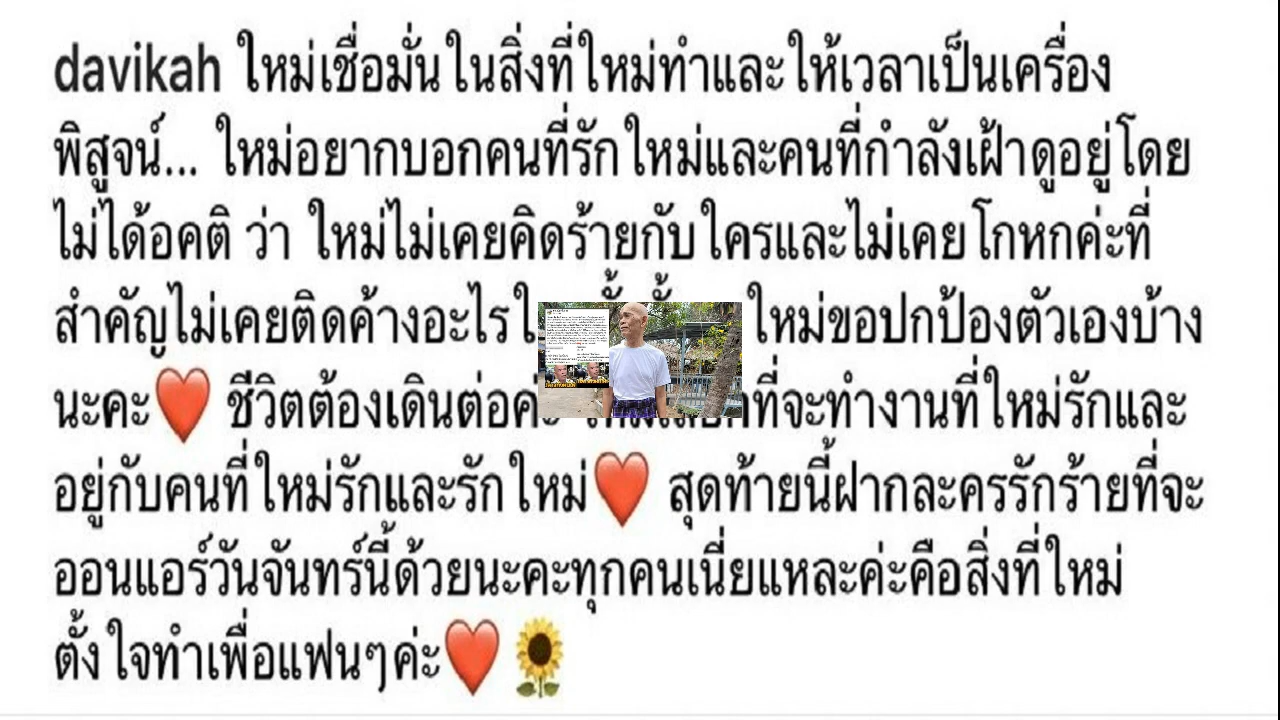 davikah ใหม่เชื่อมั่นในสิ่งที่ใหม่ทำและให้เวลาเป็นเครื่อง
พิสูจน์... ใหม่อยากบอกคนที่รักใหม่และคนที่กำลังเฝ้าดูอยู่โดย
ไม่ได้อคติ ว่า ใหม่ไม่เคยคิดร้ายกับใครและไม่เคยโกหกค่ะที่
สำคัญไม่เคยติดค้างอะไร ใหม่ขอปกป้องตัวเองบ้าง
นะคะ❤️ ชีวิตต้องเดินต่อ ที่จะทำงานที่ใหม่รักและ
อยู่กับคนที่ใหม่รักและรักใหม่❤️ สุดท้ายนี้ฝากละครรักร้ายที่จะ
ออนแอร์วันจันทร์นี้ด้วยนะคะทุกคนเนี่ยแหละค่ะคือสิ่งที่ใหม่
ตั้งใจทำเพื่อแฟนๆค่ะ❤️🌻